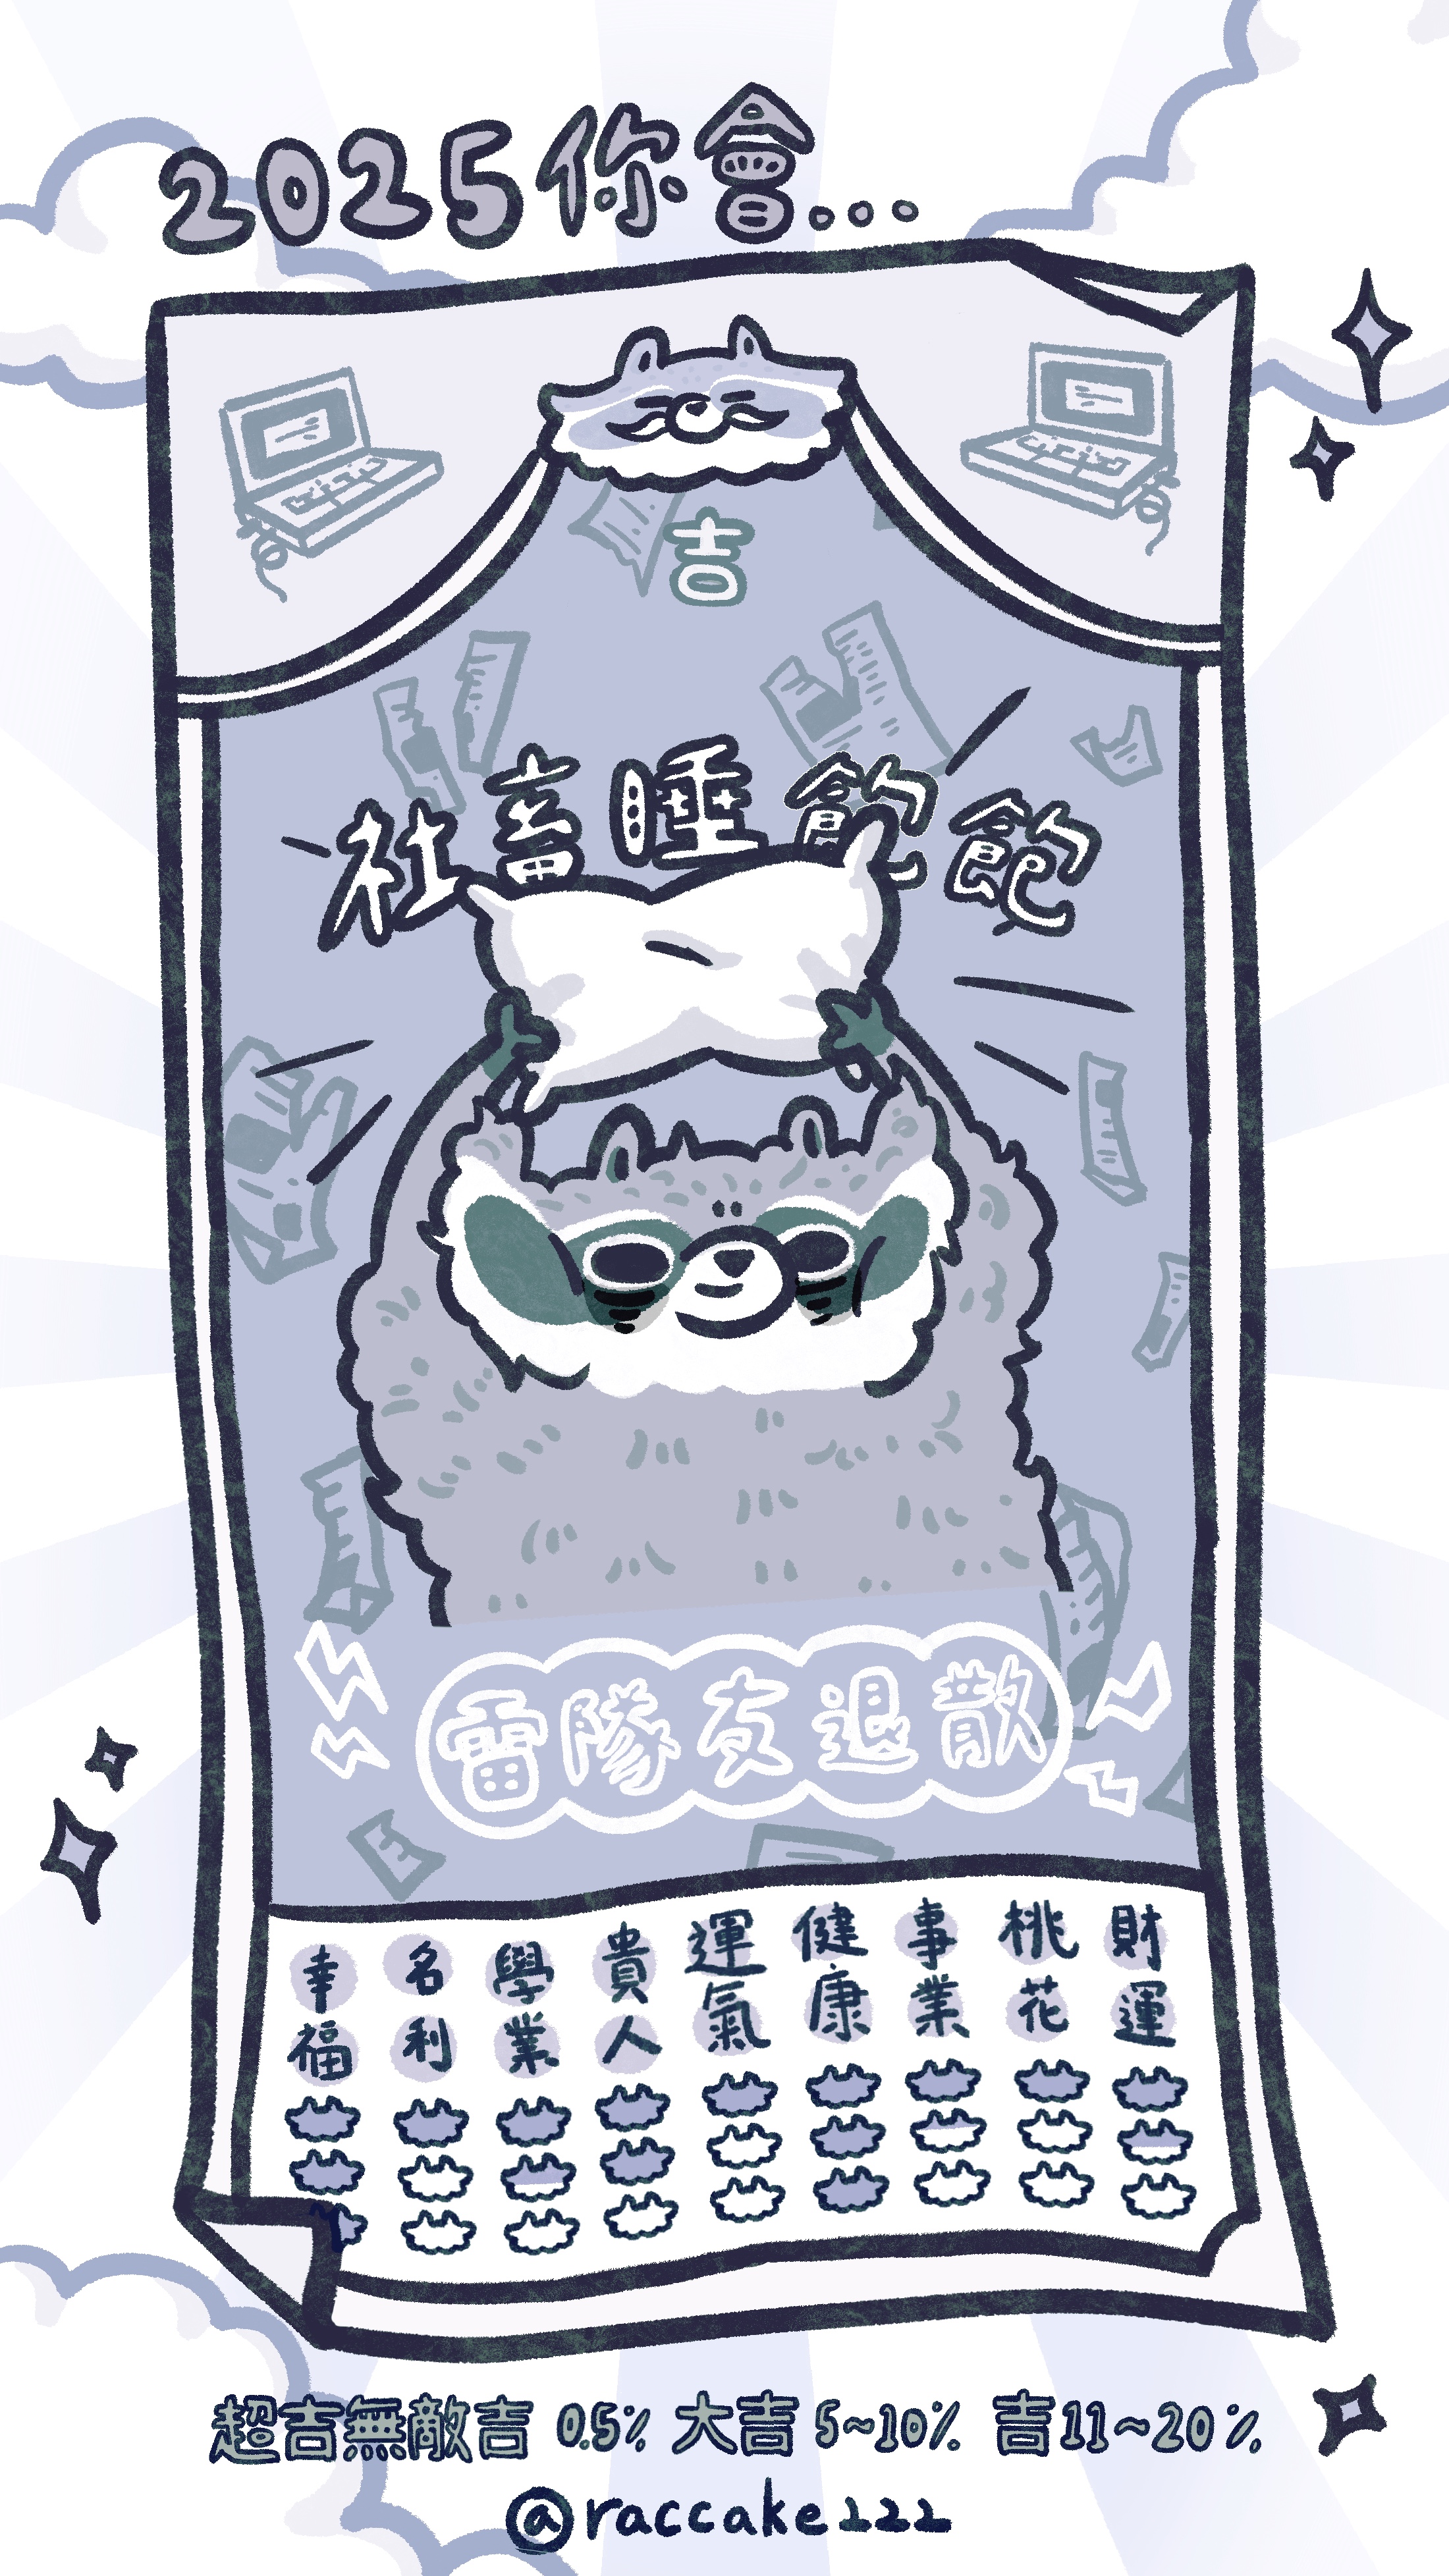 2025你會...
吉
社畜睡飽飽
雷隊友退散
幸福 名利 學業 貴人 運氣 健康 事業 桃花 財運
超吉無敵吉 0.5% 大吉 5~10% 吉11~20%
@raccake222